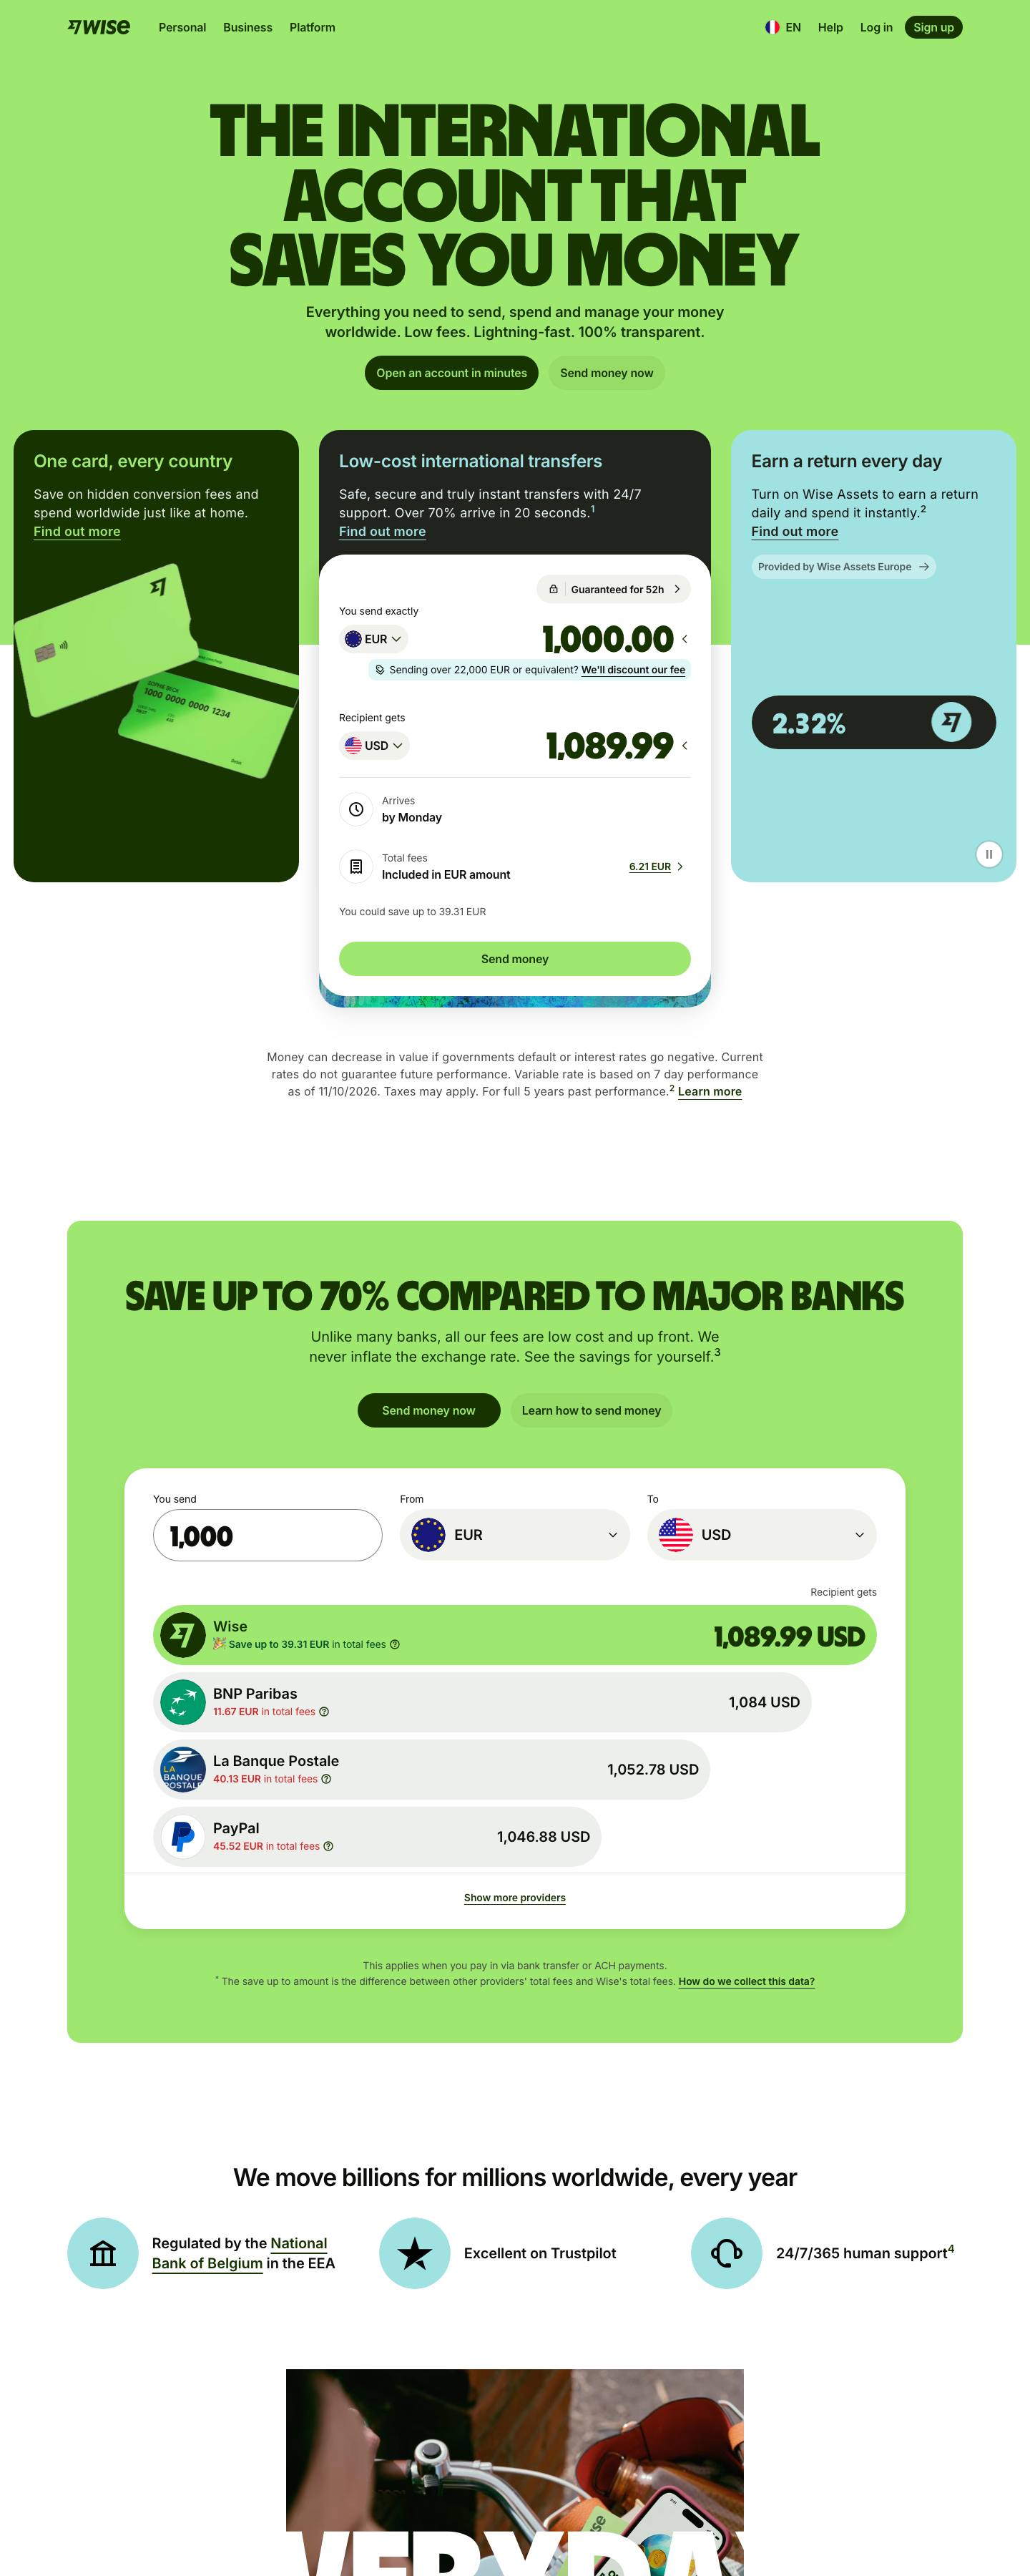 WISE
Personal
Business
Platform
EN
Help
Log in
Sign up
THE INTERNATIONAL
ACCOUNT THAT
SAVES YOU MONEY
Everything you need to send, spend and manage your money
worldwide. Low fees. Lightning-fast. 100% transparent.
Open an account in minutes
Send money now
One card, every country
Save on hidden conversion fees and
spend worldwide just like at home.
Find out more
SOPHIE BECK
1000 0000 0000 1234
Low-cost international transfers
Safe, secure and truly instant transfers with 24/7
support. Over 70% arrive in 20 seconds.1
Find out more
Guaranteed for 52h
You send exactly
EUR
1,000.00
Sending over 22,000 EUR or equivalent? We'll discount our fee
Recipient gets
USD
1,089.99
Arrives
by Monday
Total fees
Included in EUR amount
6.21 EUR
You could save up to 39.31 EUR
Send money
Earn a return every day
Turn on Wise Assets to earn a return
daily and spend it instantly.2
Find out more
Provided by Wise Assets Europe
2.32%
Money can decrease in value if governments default or interest rates go negative. Current
rates do not guarantee future performance. Variable rate is based on 7 day performance
as of 11/10/2026. Taxes may apply. For full 5 years past performance.2 Learn more
SAVE UP TO 70% COMPARED TO MAJOR BANKS
Unlike many banks, all our fees are low cost and up front. We
never inflate the exchange rate. See the savings for yourself.3
Send money now
Learn how to send money
You send
1,000
From
EUR
To
USD
Recipient gets
Wise
Save up to 39.31 EUR in total fees
1,089.99 USD
BNP Paribas
11.67 EUR in total fees
1,084 USD
LA
BANQUE
POSTALE
La Banque Postale
40.13 EUR in total fees
1,052.78 USD
PayPal
45.52 EUR in total fees
1,046.88 USD
Show more providers
This applies when you pay in via bank transfer or ACH payments.
* The save up to amount is the difference between other providers' total fees and Wise's total fees. How do we collect this data?
We move billions for millions worldwide, every year
Regulated by the National
Bank of Belgium in the EEA
Excellent on Trustpilot
24/7/365 human support4